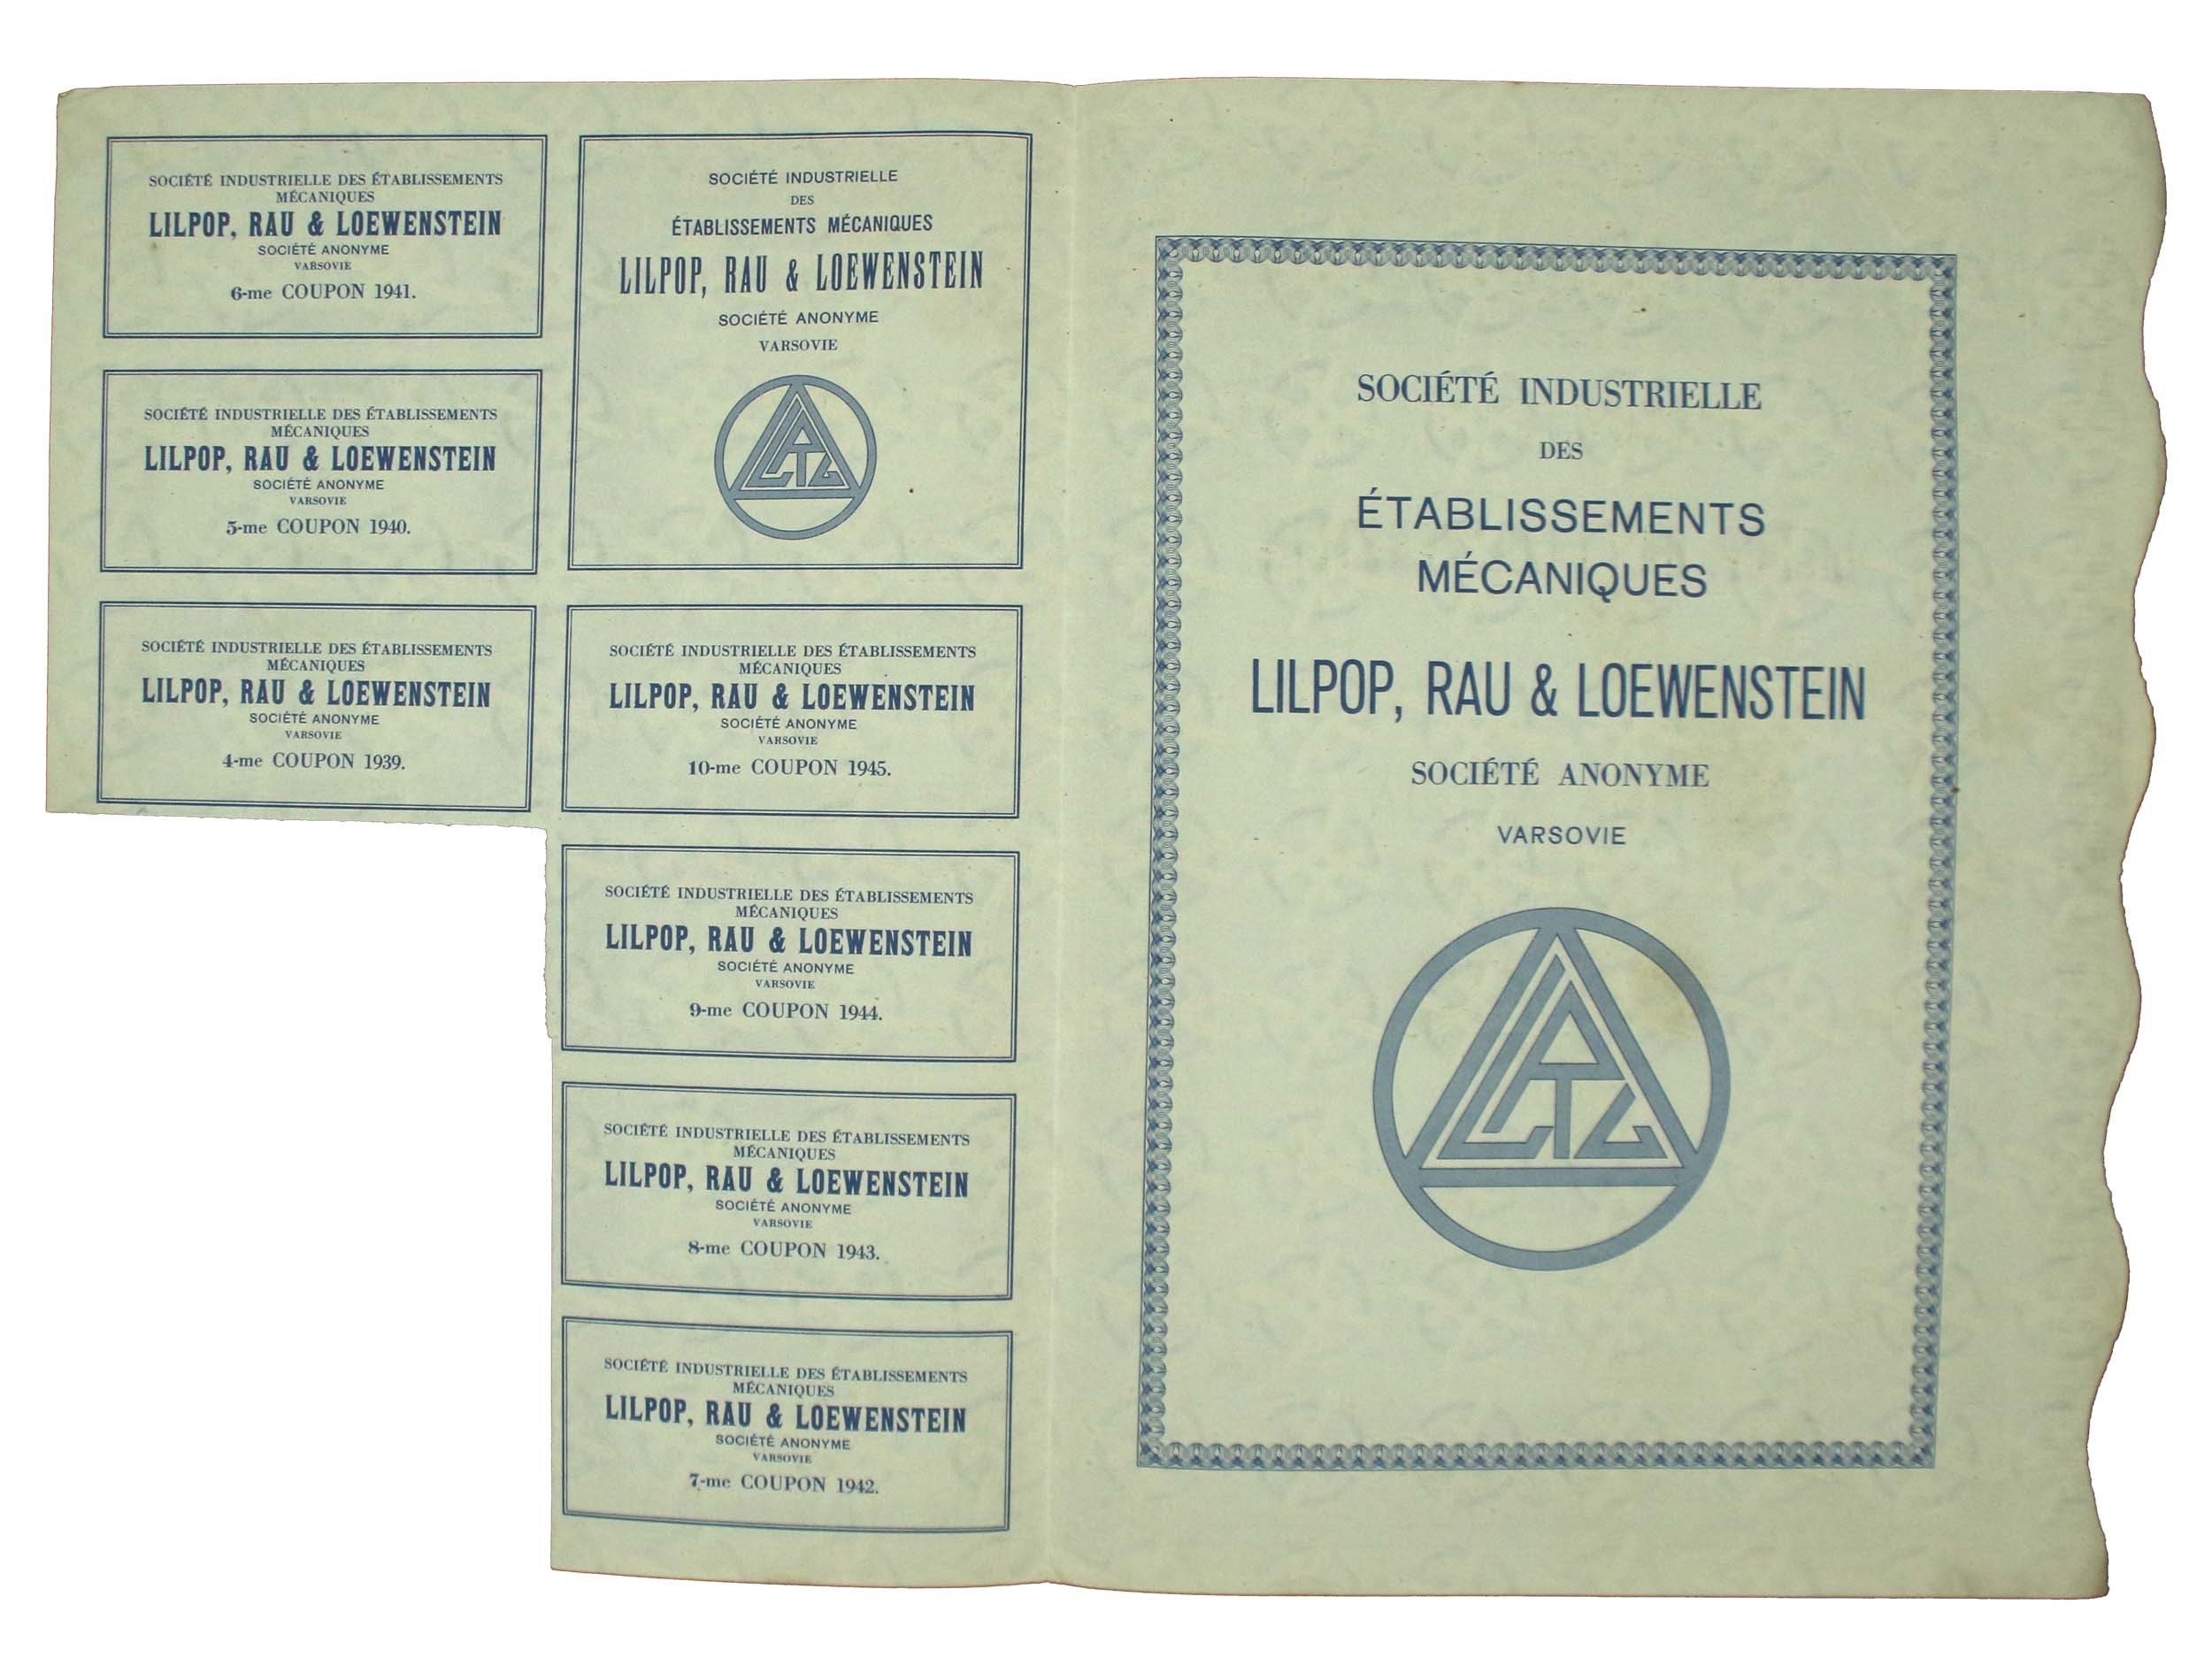 SOCIÉTÉ INDUSTRIELLE DES ÉTABLISSEMENTS
MÉCANIQUES
LILPOP, RAU & LOEWENSTEIN
SOCIÉTÉ ANONYME
VARSOVIE
6-me COUPON 1941.
SOCIÉTÉ INDUSTRIELLE DES ÉTABLISSEMENTS
MÉCANIQUES
LILPOP, RAU & LOEWENSTEIN
SOCIÉTÉ ANONYME
VARSOVIE
5-me COUPON 1940.
SOCIÉTÉ INDUSTRIELLE DES ÉTABLISSEMENTS
MÉCANIQUES
LILPOP, RAU & LOEWENSTEIN
SOCIÉTÉ ANONYME
VARSOVIE
4-me COUPON 1939.
SOCIÉTÉ INDUSTRIELLE
DES
ÉTABLISSEMENTS MÉCANIQUES
LILPOP, RAU & LOEWENSTEIN
SOCIÉTÉ ANONYME
VARSOVIE
LRL
SOCIÉTÉ INDUSTRIELLE DES ÉTABLISSEMENTS
MÉCANIQUES
LILPOP, RAU & LOEWENSTEIN
SOCIÉTÉ ANONYME
VARSOVIE
10-me COUPON 1945.
SOCIÉTÉ INDUSTRIELLE DES ÉTABLISSEMENTS
MÉCANIQUES
LILPOP, RAU & LOEWENSTEIN
SOCIÉTÉ ANONYME
VARSOVIE
9-me COUPON 1944.
SOCIÉTÉ INDUSTRIELLE DES ÉTABLISSEMENTS
MÉCANIQUES
LILPOP, RAU & LOEWENSTEIN
SOCIÉTÉ ANONYME
VARSOVIE
8-me COUPON 1943.
SOCIÉTÉ INDUSTRIELLE DES ÉTABLISSEMENTS
MÉCANIQUES
LILPOP, RAU & LOEWENSTEIN
SOCIÉTÉ ANONYME
VARSOVIE
7-me COUPON 1942.
SOCIÉTÉ INDUSTRIELLE
DES
ÉTABLISSEMENTS
MÉCANIQUES
LILPOP, RAU & LOEWENSTEIN
SOCIÉTÉ ANONYME
VARSOVIE
LRL